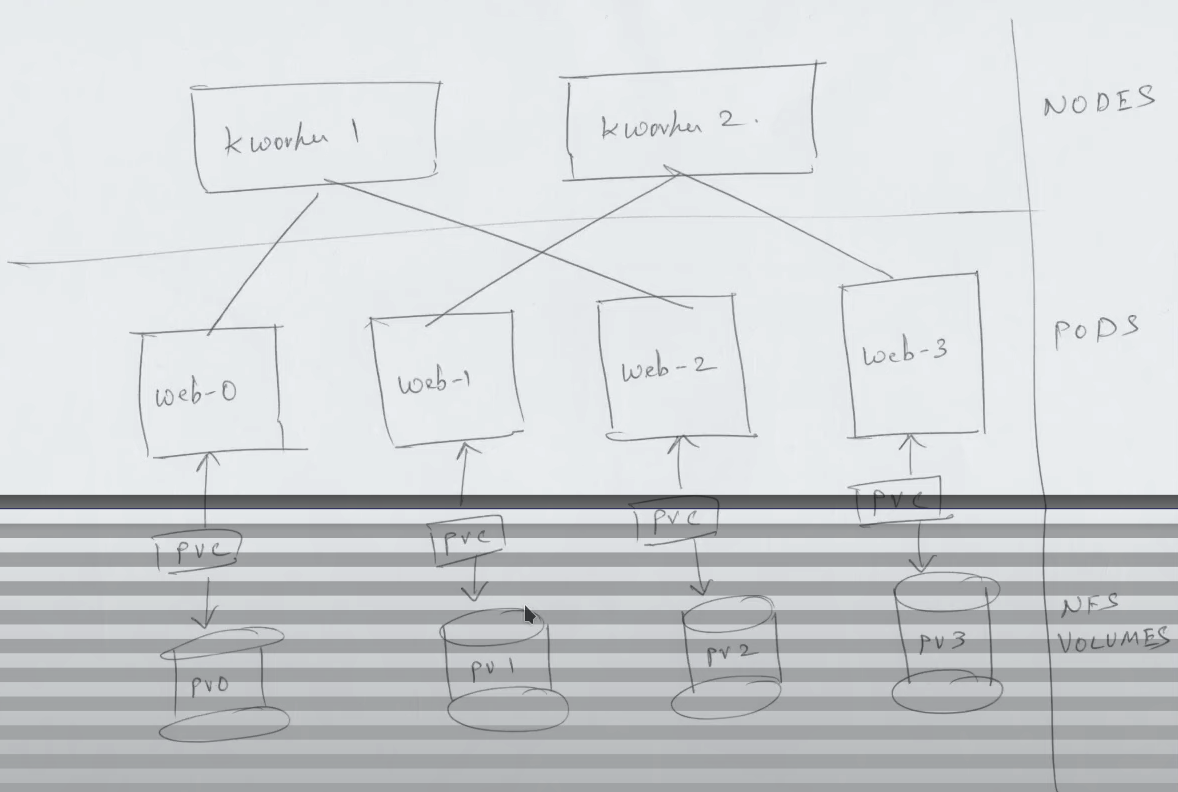 kworker 1
kworker 2.
NODES
web-0
web-1
web-2
web-3
PODS
PVC
PVC
PVC
PVC
PV0
PV1
PV2
PV3
NFS
VOLUMES